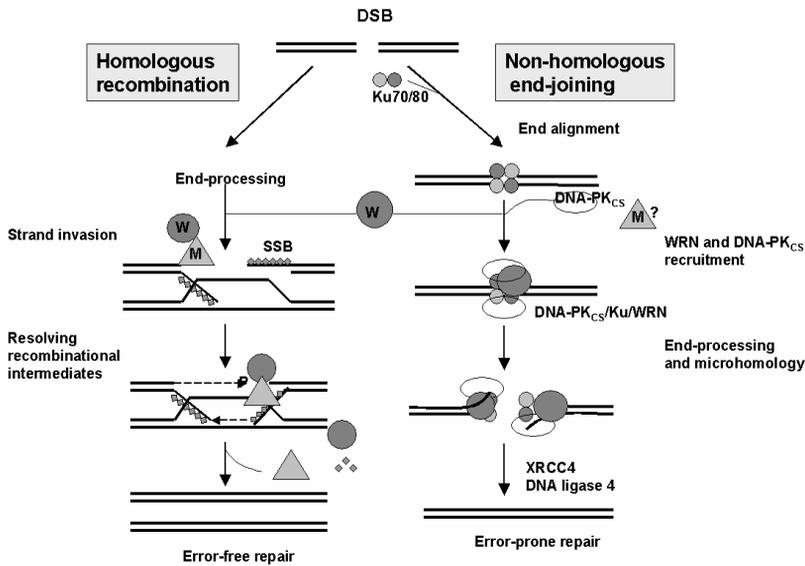 DSB
Homologous
recombination
Non-homologous
end-joining
Ku70/80
End alignment
End-processing
DNA-PKCS
W
M
?
Strand invasion
W
M
SSB
WRN and DNA-PKCS
recruitment
DNA-PKCS/Ku/WRN
Resolving
recombinational
intermediates
End-processing
and microhomology
P
XRCC4
DNA ligase 4
Error-free repair
Error-prone repair